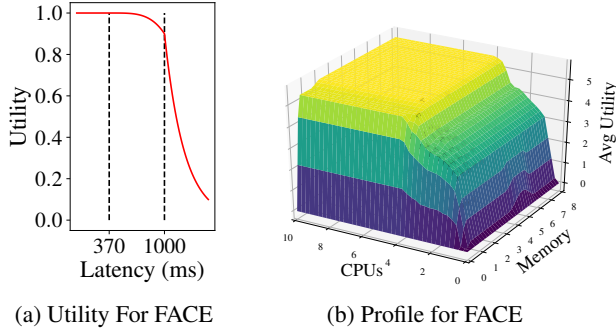 1.0
0.8
0.6
0.4
0.2
0.0
Utility
370 1000
Latency (ms)
(a) Utility For FACE
5
4
3
2
1
0
Avg Utility
10 8 6 4 2 0
CPUs
0 1 2 3 4 5 6 7 8
Memory
(b) Profile for FACE